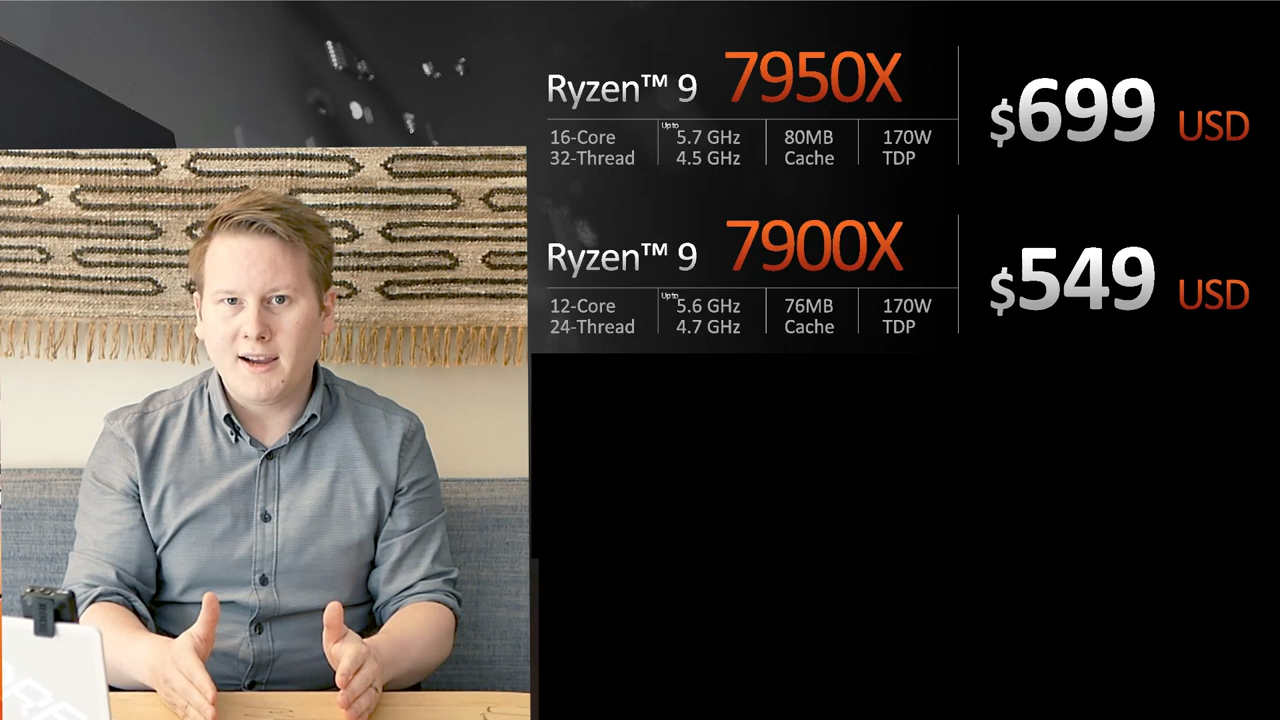 Ryzen™ 9 7950X
$699 USD
Up to
16-Core 5.7 GHz 80MB 170W
32-Thread 4.5 GHz Cache TDP
Ryzen™ 9 7900X
$549 USD
Up to
12-Core 5.6 GHz 76MB 170W
24-Thread 4.7 GHz Cache TDP